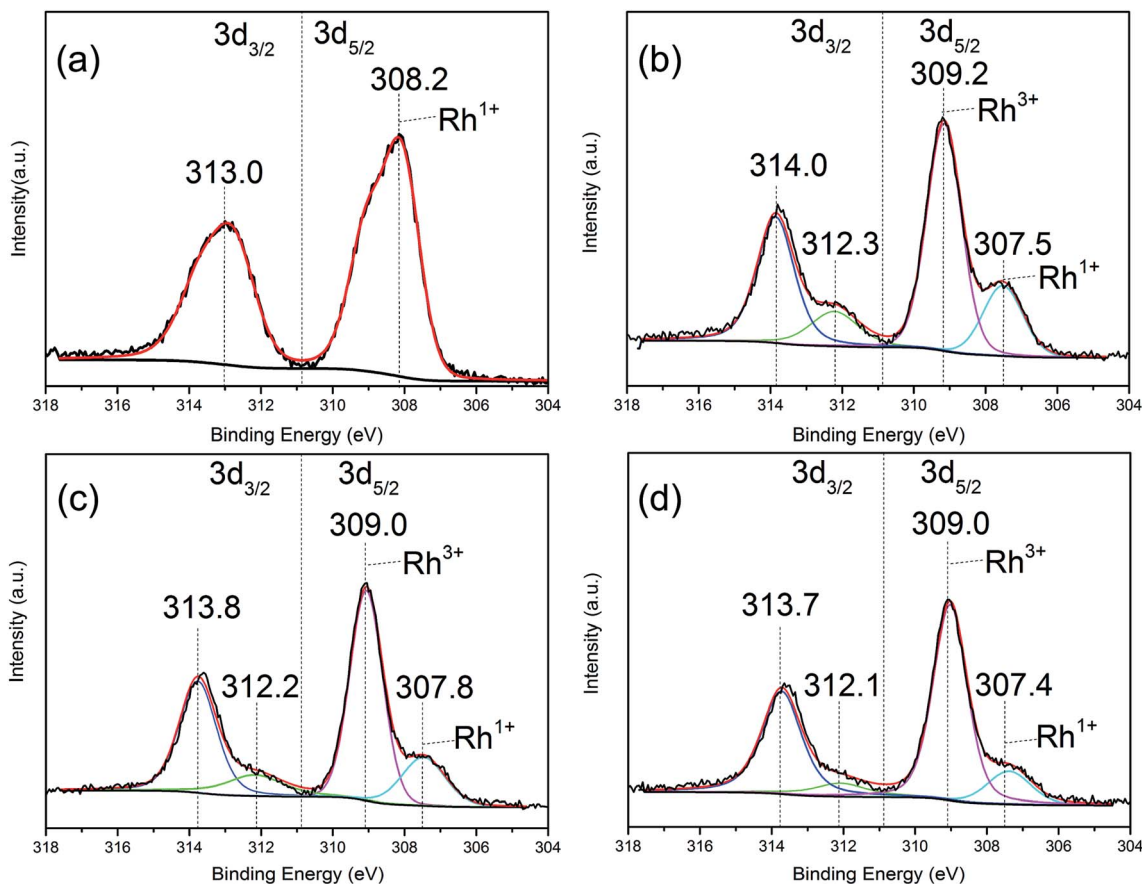 (a)
3d3/2 3d5/2
308.2
Rh1+
313.0
Intensity(a.u.)
318 316 314 312 310 308 306 304
Binding Energy (eV)
(b)
3d3/2 3d5/2
309.2
Rh3+
314.0
312.3
307.5
Rh1+
Intensity (a.u.)
318 316 314 312 310 308 306 304
Binding Energy (eV)
(c)
3d3/2 3d5/2
309.0
Rh3+
313.8
312.2
307.8
Rh1+
Intensity (a.u.)
318 316 314 312 310 308 306 304
Binding Energy (eV)
(d)
3d3/2 3d5/2
309.0
Rh3+
313.7
312.1
307.4
Rh1+
Intensity (a.u.)
318 316 314 312 310 308 306 304
Binding Energy (eV)